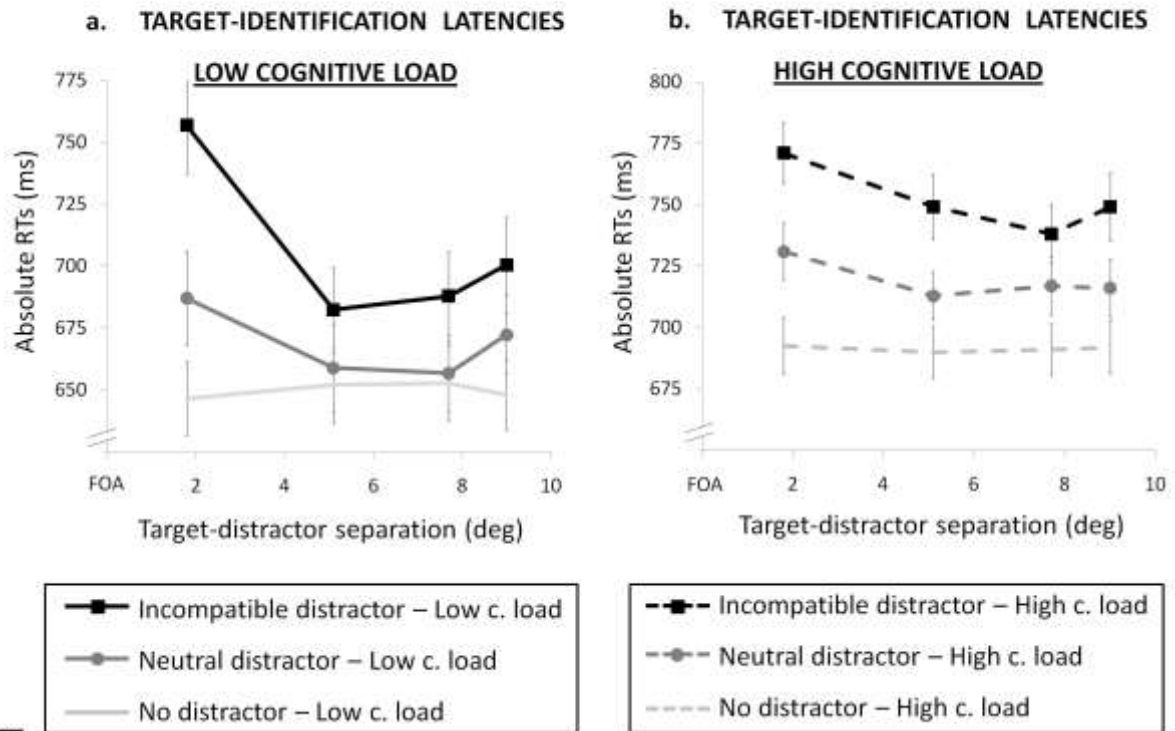 a. TARGET-IDENTIFICATION LATENCIES
LOW COGNITIVE LOAD
775
750
725
700
675
650
Absolute RTs (ms)
FOA 2 4 6 8 10
Target-distractor separation (deg)
Incompatible distractor – Low c. load
Neutral distractor – Low c. load
No distractor – Low c. load
b. TARGET-IDENTIFICATION LATENCIES
HIGH COGNITIVE LOAD
800
775
750
725
700
675
Absolute RTs (ms)
FOA 2 4 6 8 10
Target-distractor separation (deg)
Incompatible distractor – High c. load
Neutral distractor – High c. load
No distractor – High c. load